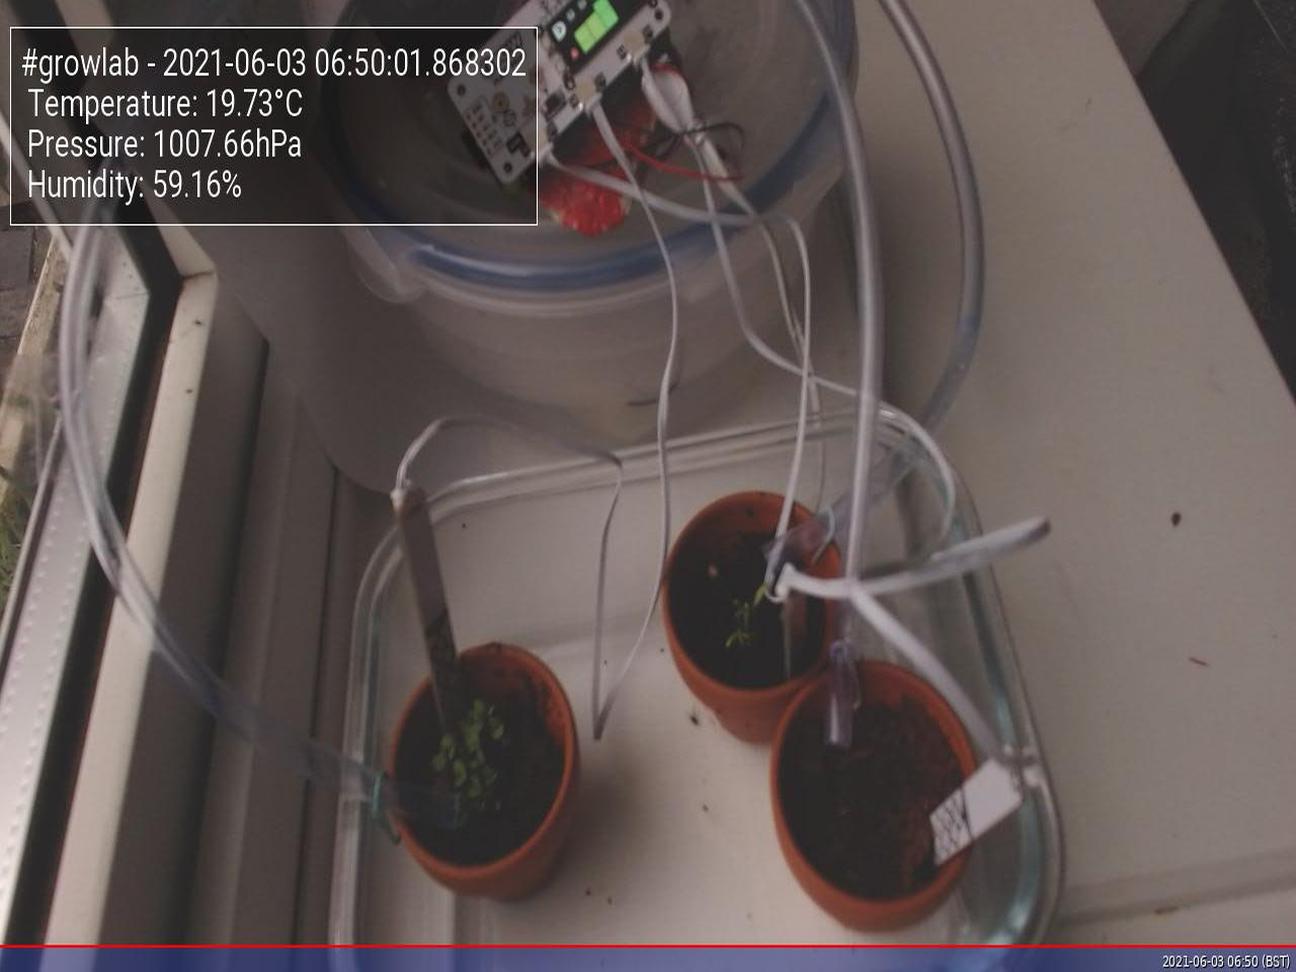 #growlab - 2021-06-03 06:50:01.868302
Temperature: 19.73°C
Pressure: 1007.66hPa
Humidity: 59.16%
2021-06-03 06:50 (BST)